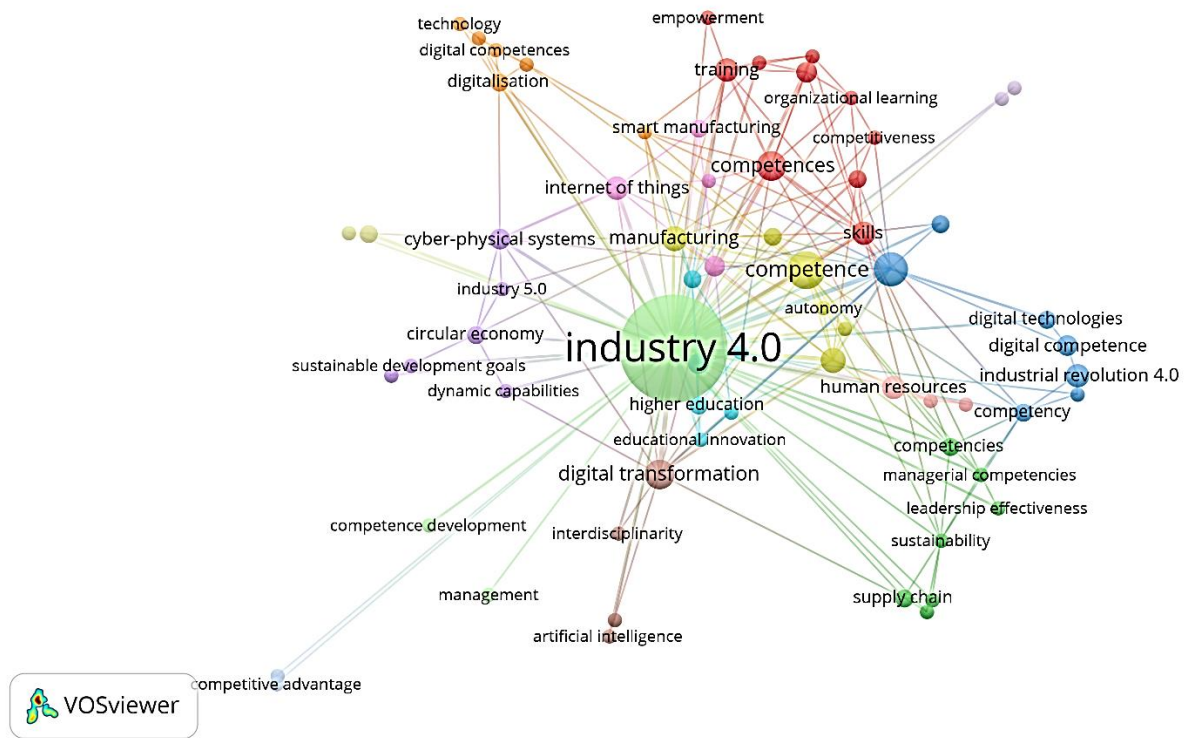 empowerment
technology
digital competences
training
digitalisation
organizational learning
smart manufacturing
competitiveness
competences
internet of things
skills
cyber-physical systems
manufacturing
competence
industry 5.0
autonomy
digital technologies
circular economy
industry 4.0
digital competence
sustainable development goals
industrial revolution 4.0
dynamic capabilities
human resources
higher education
competency
educational innovation
competencies
digital transformation
managerial competencies
leadership effectiveness
competence development
interdisciplinarity
sustainability
management
supply chain
artificial intelligence
competitive advantage
VOSviewer